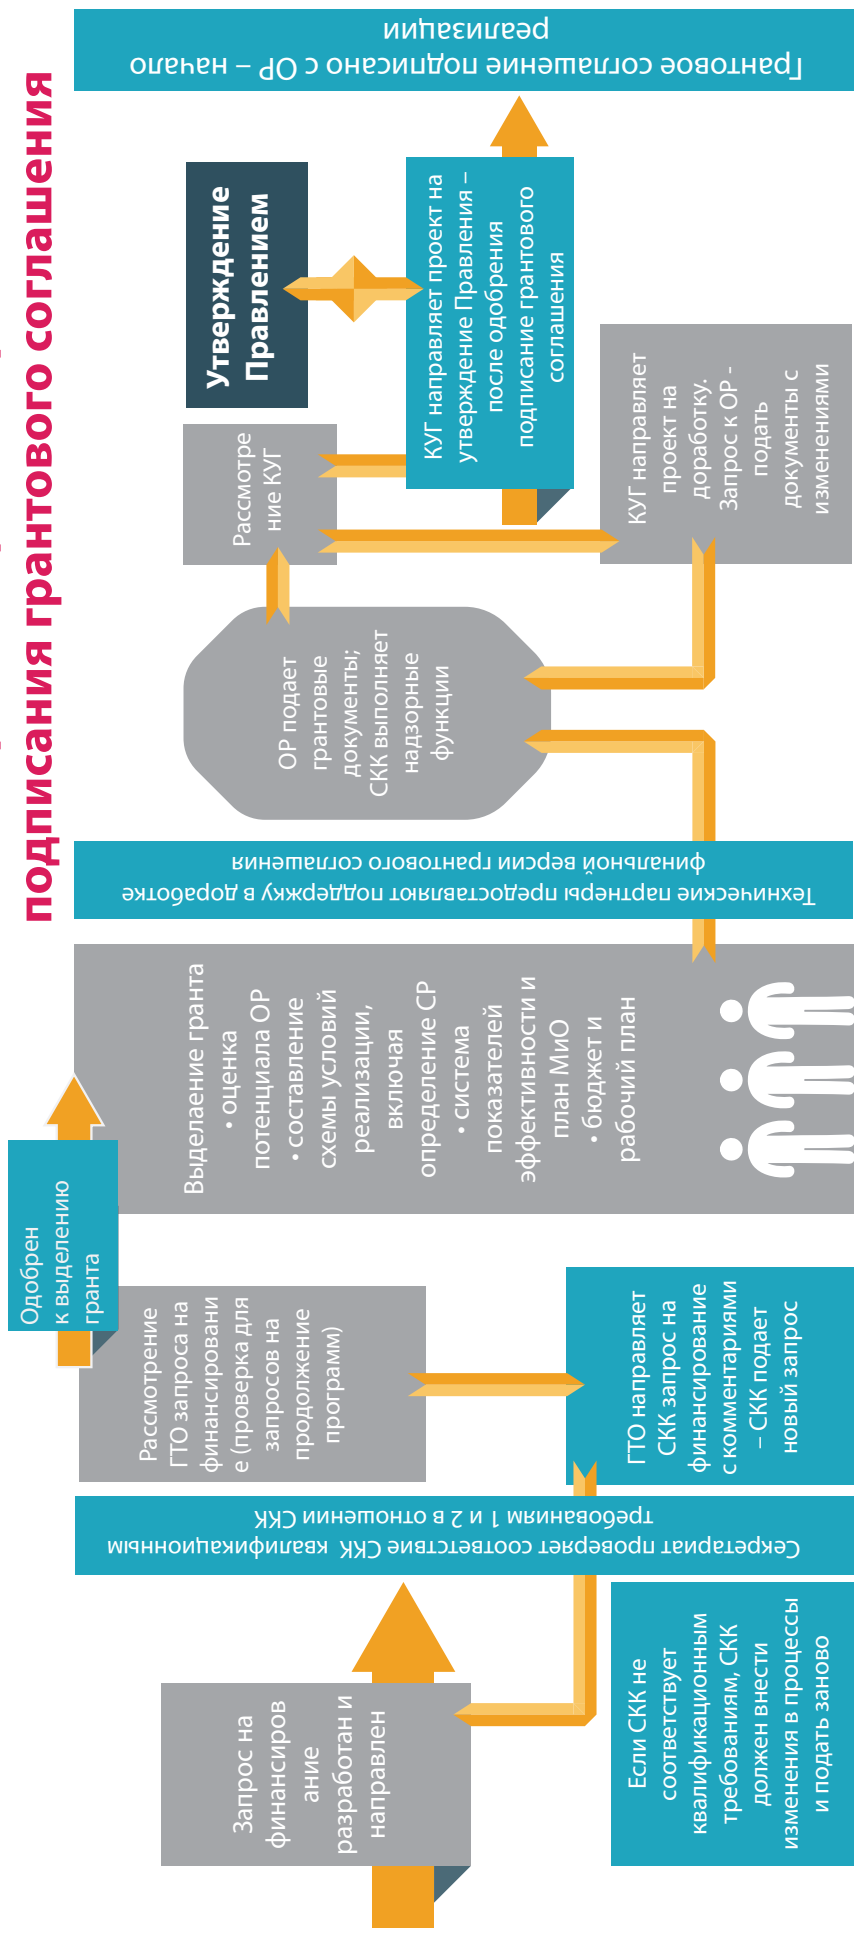 подписания грантового соглашения
Запрос на
финансиров
ание
разработан и
направлен
Если СКК не
соответствует
квалификационным
требованиям, СКК
должен внести
изменения в процессы
и подать заново
Секретариат проверяет соответствие СКК квалификационным
требованиям 1 и 2 в отношении СКК
Рассмотрение
ГТО запроса на
финансировани
е (проверка для
запросов на
продолжение
программ)
ГТО направляет
СКК запрос на
финансирование
с комментариями
– СКК подает
новый запрос
Одобрен
к выделению
гранта
Выделаение гранта
• оценка
потенциала ОР
• составление
схемы условий
реализации,
включая
определение СР
• система
показателей
эффективности и
план МиО
• бюджет и
рабочий план
Технические партнеры предоставляют поддержку в доработке
финальной версии грантового соглашения
ОР подает
грантовые
документы;
СКК выполняет
надзорные
функции
Рассмотре
ние КУГ
КУГ направляет
проект на
доработку.
Запрос к ОР -
подать
документы с
изменениями
КУГ направляет проект на
утверждение Правления –
после одобрения
подписание грантового
соглашения
Утверждение
Правлением
Грантовое соглашение подписано с ОР – начало
реализации